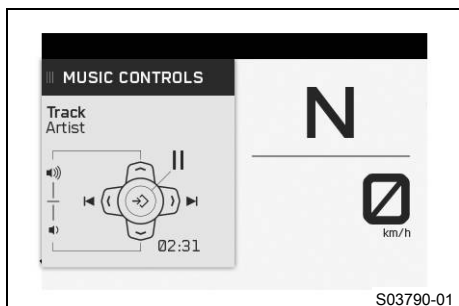 MUSIC CONTROLS
Track
Artist
02:31
N
0
km/h
S03790-01